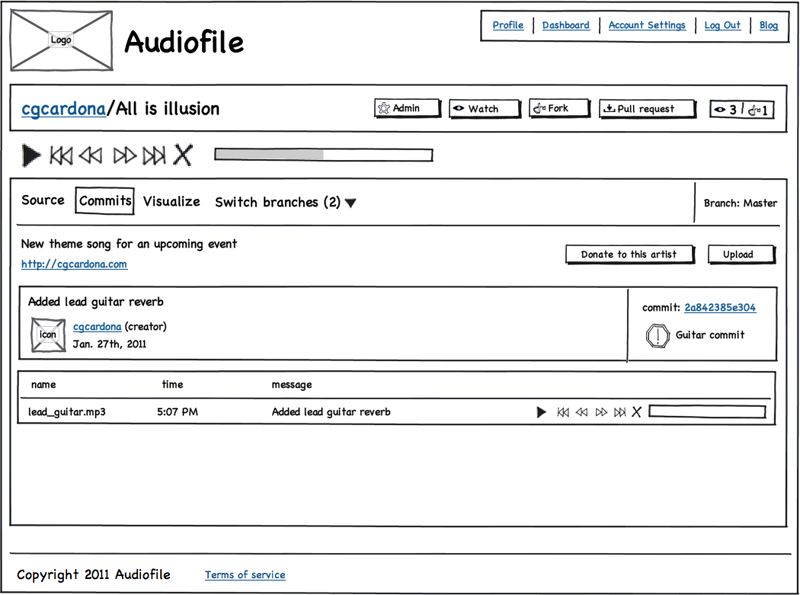 Logo
Audiofile
Profile | Dashboard | Account Settings | Log Out | Blog
cgcardona/All is illusion
Admin
Watch
Fork
Pull request
3 | 1
Source Commits Visualize Switch branches (2)
Branch: Master
New theme song for an upcoming event
http://cgcardona.com
Donate to this artist
Upload
Added lead guitar reverb
icon
cgcardona (creator)
Jan. 27th, 2011
commit: 2a842385e304
Guitar commit
name time message
lead_guitar.mp3 5:07 PM Added lead guitar reverb
Copyright 2011 Audiofile Terms of service